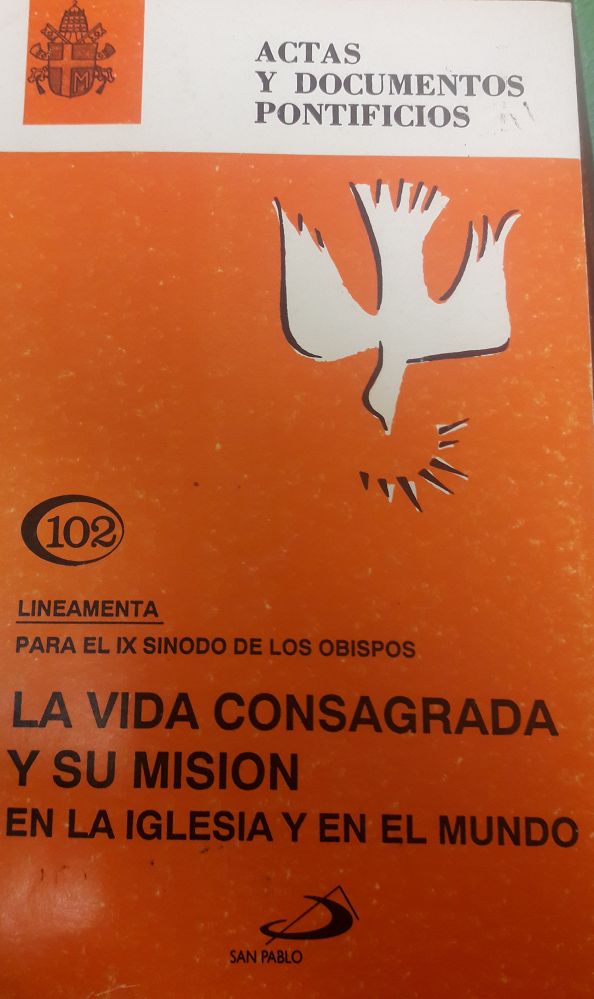 ACTAS
Y DOCUMENTOS
PONTIFICIOS
M
102
LINEAMENTA
PARA EL IX SINODO DE LOS OBISPOS
LA VIDA CONSAGRADA
Y SU MISION
EN LA IGLESIA Y EN EL MUNDO
SAN PABLO